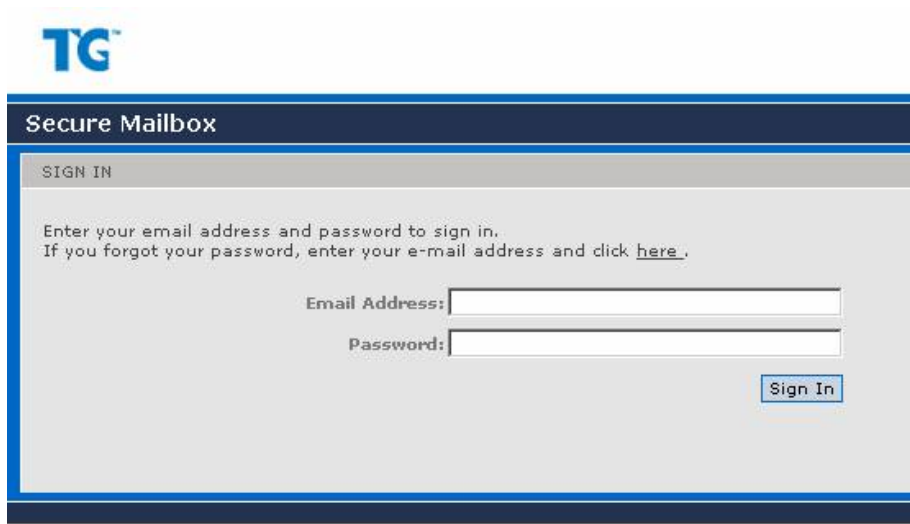 TG™
Secure Mailbox
SIGN IN
Enter your email address and password to sign in.
If you forgot your password, enter your e-mail address and click here .
Email Address:
Password:
Sign In